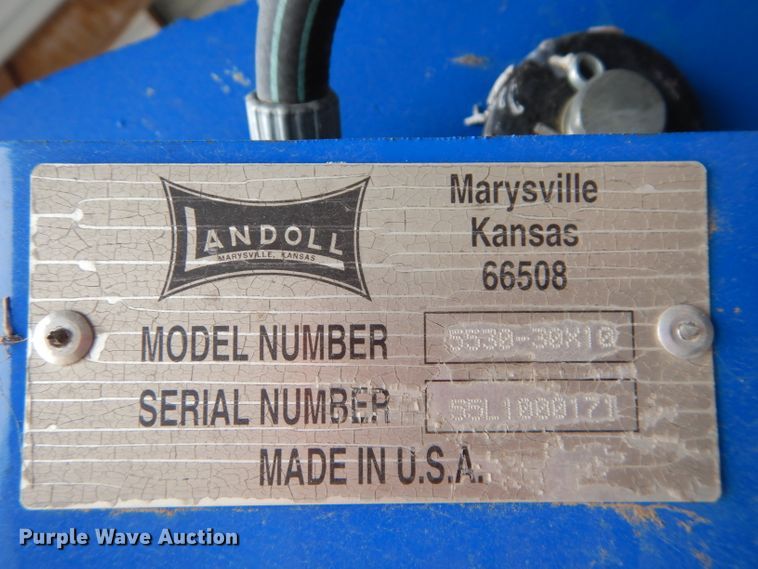 LANDOLL
MARYSVILLE, KANSAS
Marysville
Kansas
66508
MODEL NUMBER 5530-30X10
SERIAL NUMBER 55L1000171
MADE IN U.S.A.
Purple Wave Auction